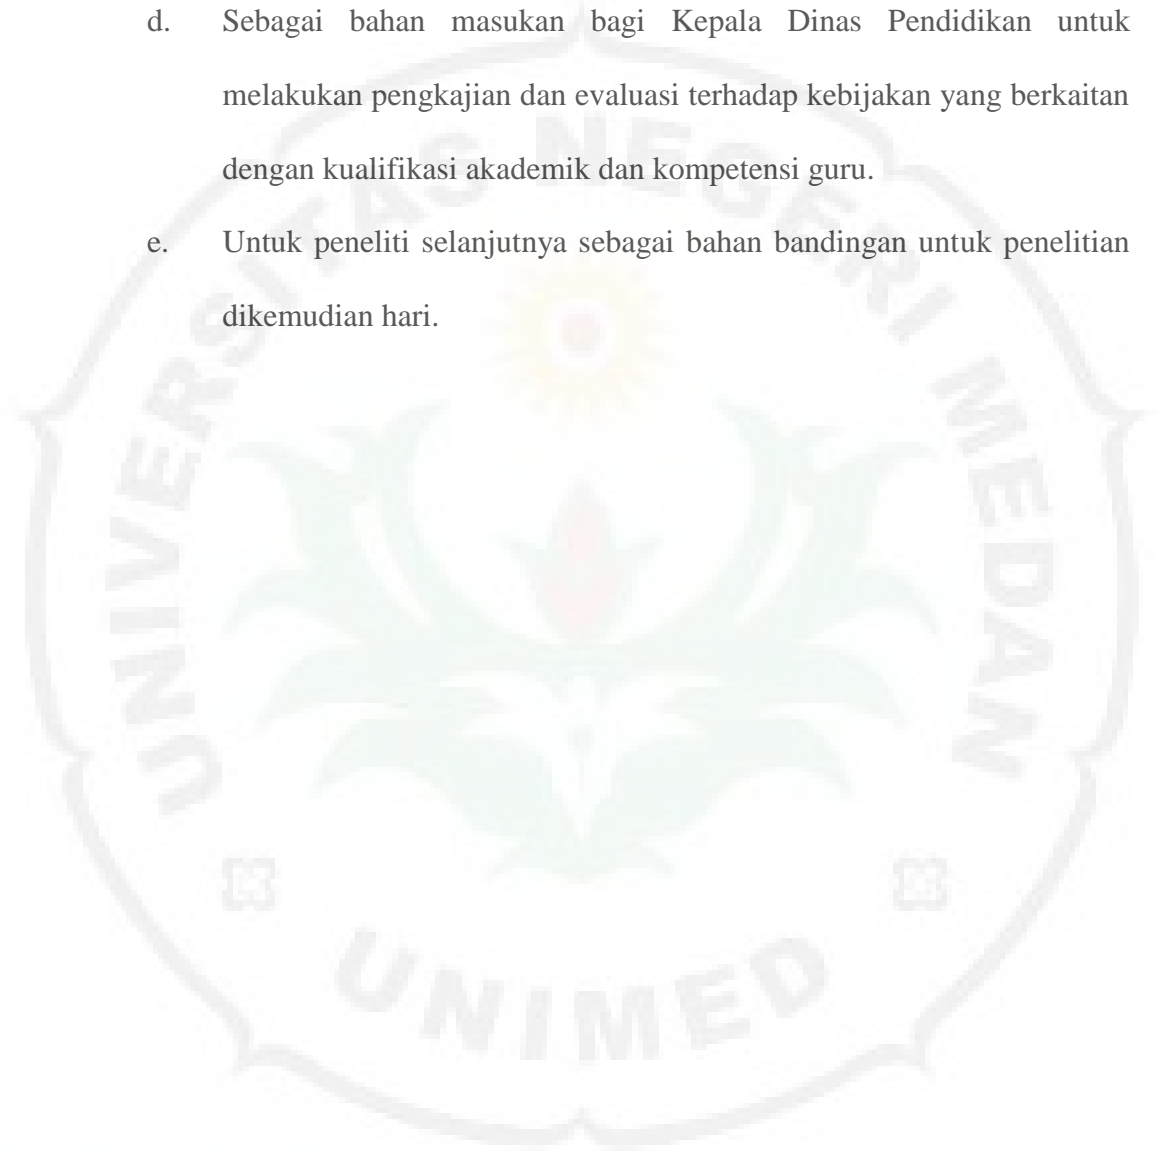 d. Sebagai bahan masukan bagi Kepala Dinas Pendidikan untuk
melakukan pengkajian dan evaluasi terhadap kebijakan yang berkaitan
dengan kualifikasi akademik dan kompetensi guru.
e. Untuk peneliti selanjutnya sebagai bahan bandingan untuk penelitian
dikemudian hari.
UNIVERSITAS NEGERI MEDAN
UNIMED